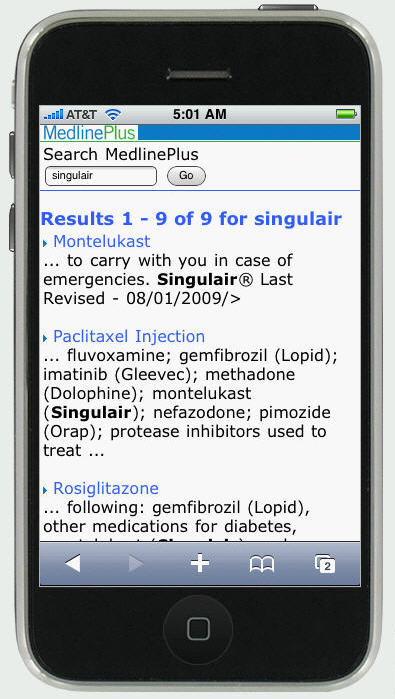 AT&T 5:01 AM
MedlinePlus
Search MedlinePlus
singulair Go
Results 1 - 9 of 9 for singulair
Montelukast
... to carry with you in case of
emergencies. Singulair® Last
Revised - 08/01/2009/>
Paclitaxel Injection
... fluvoxamine; gemfibrozil (Lopid);
imatinib (Gleevec); methadone
(Dolophine); montelukast
(Singulair); nefazodone; pimozide
(Orap); protease inhibitors used to
treat ...
Rosiglitazone
... following: gemfibrozil (Lopid),
other medications for diabetes,
2